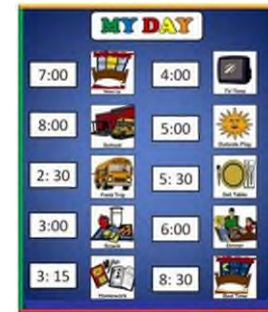 MY DAY
7:00
4:00
TV Time
8:00
School
5:00
Outside Play
2: 30
Field Trip
5: 30
Set Table
3:00
Snack
6:00
Dinner
3: 15
Homework
8: 30
Bed Time